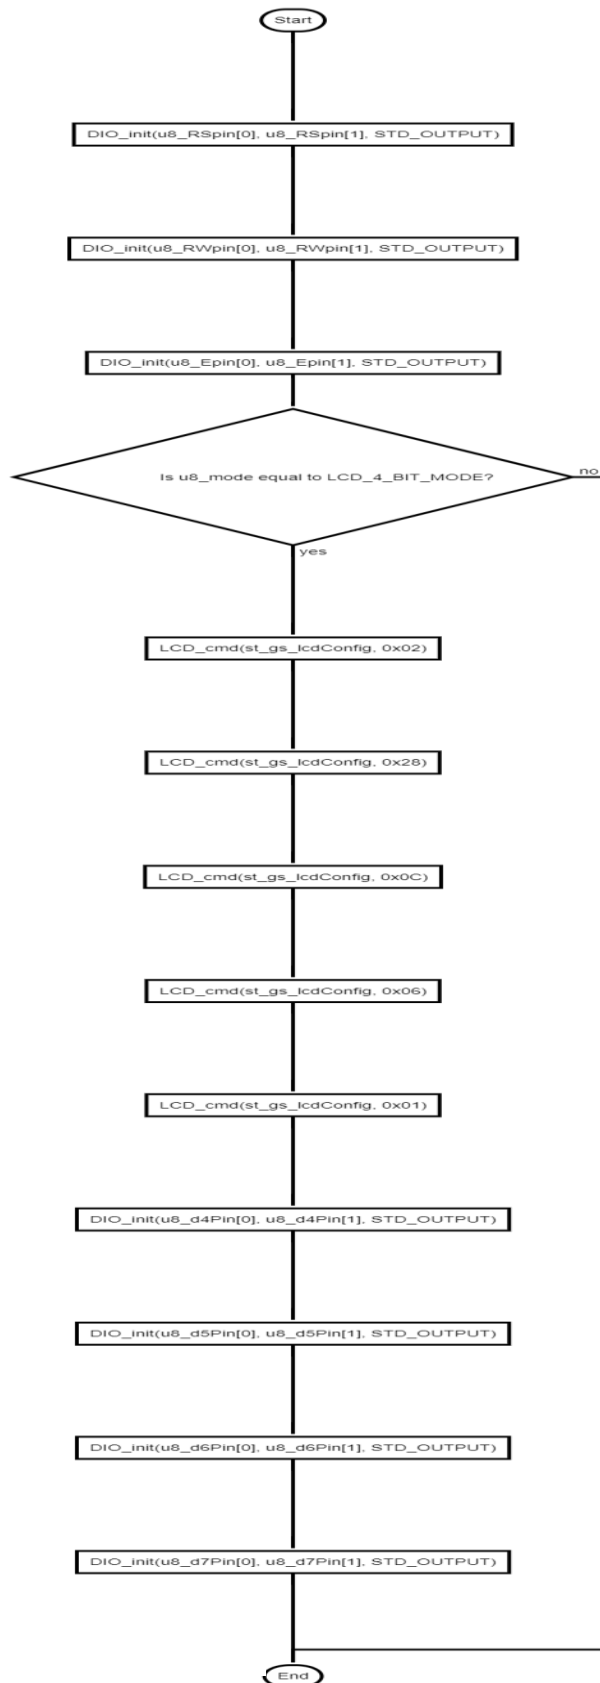 Start
DIO_init(u8_RSpin[0], u8_RSpin[1], STD_OUTPUT)
DIO_init(u8_RWpin[0], u8_RWpin[1], STD_OUTPUT)
DIO_init(u8_Epin[0], u8_Epin[1], STD_OUTPUT)
Is u8_mode equal to LCD_4_BIT_MODE?
no
yes
LCD_cmd(st_gs_lcdConfig, 0x02)
LCD_cmd(st_gs_lcdConfig, 0x28)
LCD_cmd(st_gs_lcdConfig, 0x0C)
LCD_cmd(st_gs_lcdConfig, 0x06)
LCD_cmd(st_gs_lcdConfig, 0x01)
DIO_init(u8_d4Pin[0], u8_d4Pin[1], STD_OUTPUT)
DIO_init(u8_d5Pin[0], u8_d5Pin[1], STD_OUTPUT)
DIO_init(u8_d6Pin[0], u8_d6Pin[1], STD_OUTPUT)
DIO_init(u8_d7Pin[0], u8_d7Pin[1], STD_OUTPUT)
End